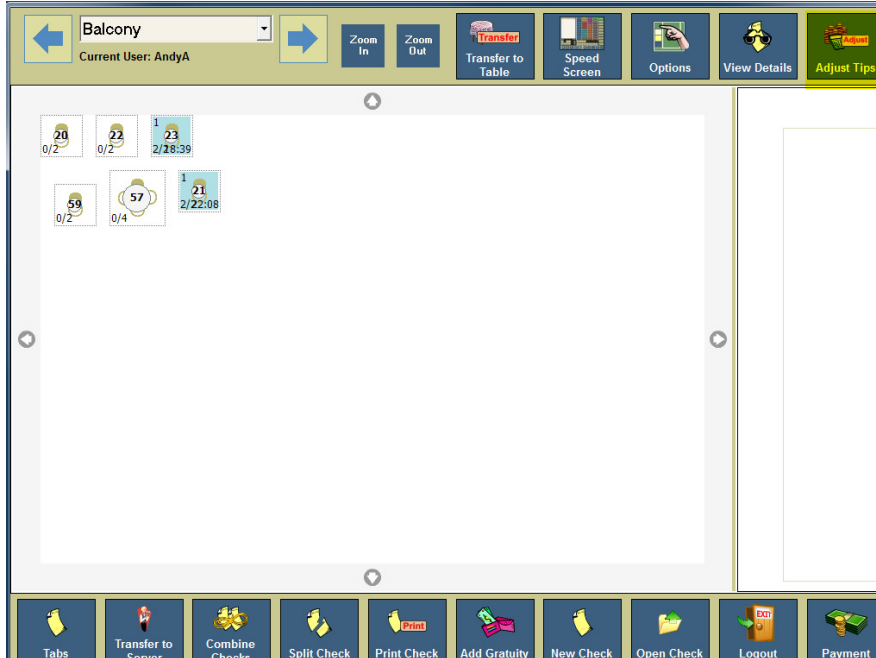 Balcony
Current User: AndyA
Zoom In
Zoom Out
Transfer
Transfer to Table
Speed Screen
Options
View Details
Adjust
Adjust Tips
20
0/2
22
0/2
1
23
2/28:39
59
0/2
57
0/4
1
21
2/22:08
Tabs
Transfer to
Server
Combine
Checks
Split Check
Print
Print Check
Add Gratuity
New Check
Open Check
EXIT
Logout
Payment